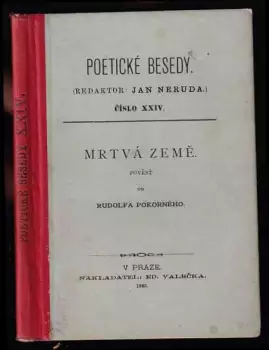 POETICKÉ BESEDY.
(REDAKTOR: JAN NERUDA.)
ČÍSLO XXIV.
MRTVÁ ZEMĚ.
POVĚSŤ
OD
RUDOLFA POKORNÉHO.
V PRAZE.
NAKLADATEL: ED. VALEČKA.
POETICKÉ BESEDY XXIV.